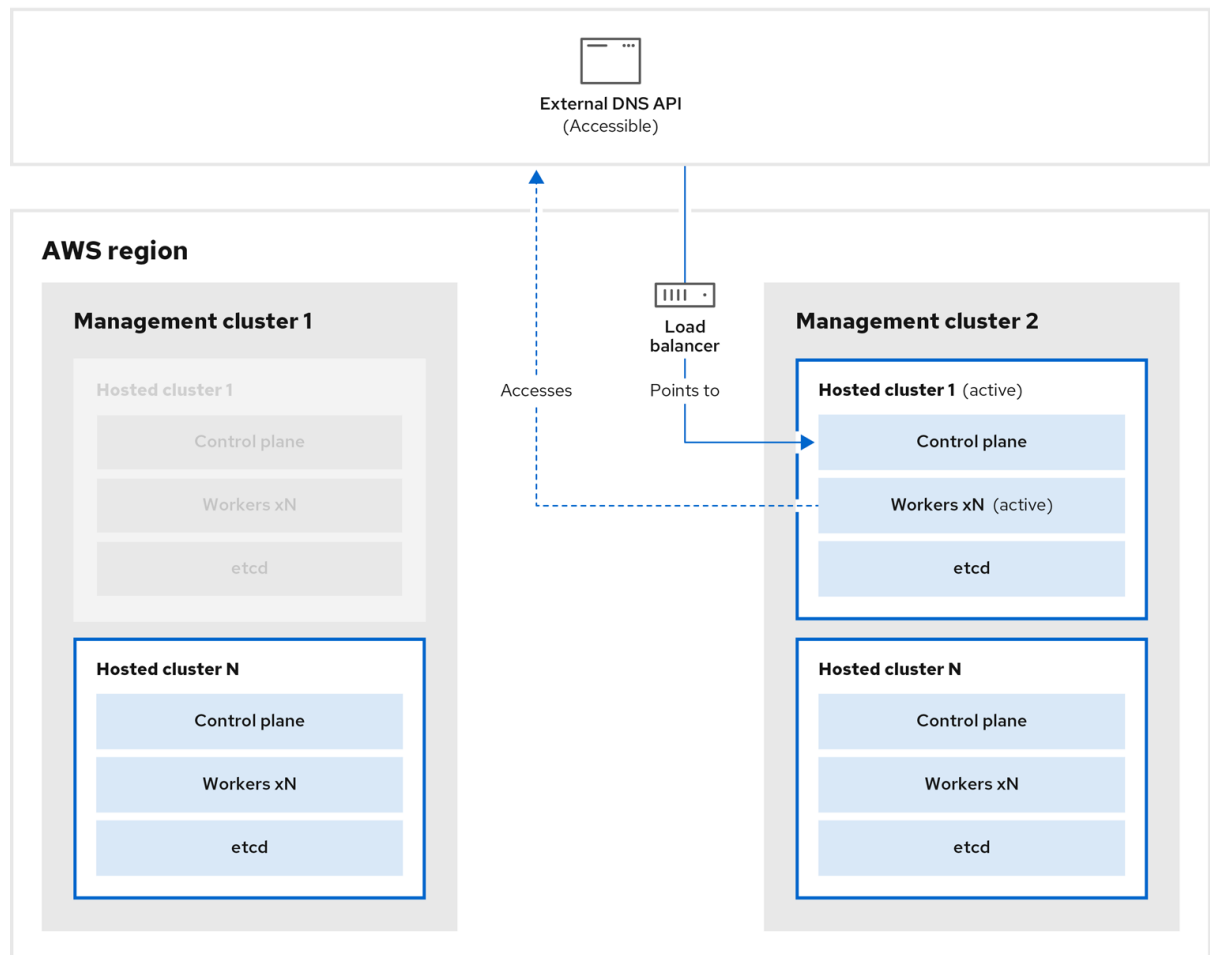 External DNS API
(Accessible)
AWS region
Management cluster 1
Hosted cluster 1
Control plane
Workers xN
etcd
Hosted cluster N
Control plane
Workers xN
etcd
Accesses
Load
balancer
Points to
Management cluster 2
Hosted cluster 1 (active)
Control plane
Workers xN (active)
etcd
Hosted cluster N
Control plane
Workers xN
etcd